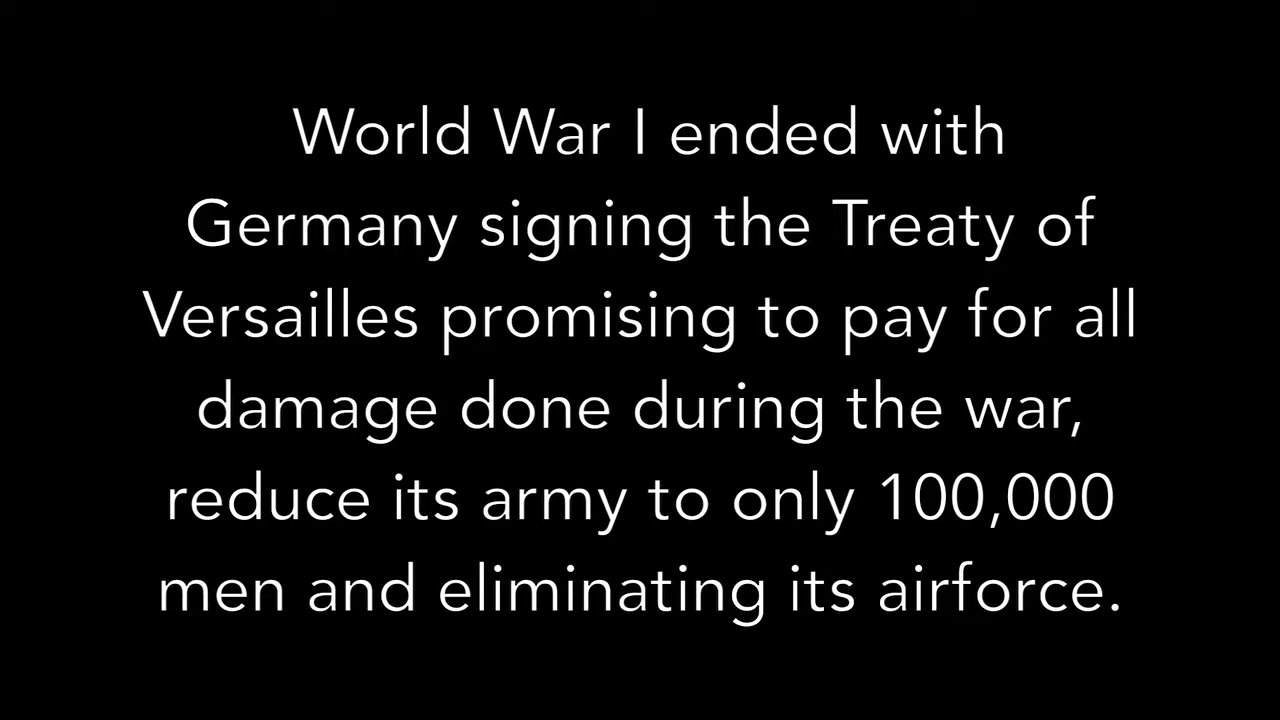 World War I ended with
Germany signing the Treaty of
Versailles promising to pay for all
damage done during the war,
reduce its army to only 100,000
men and eliminating its airforce.